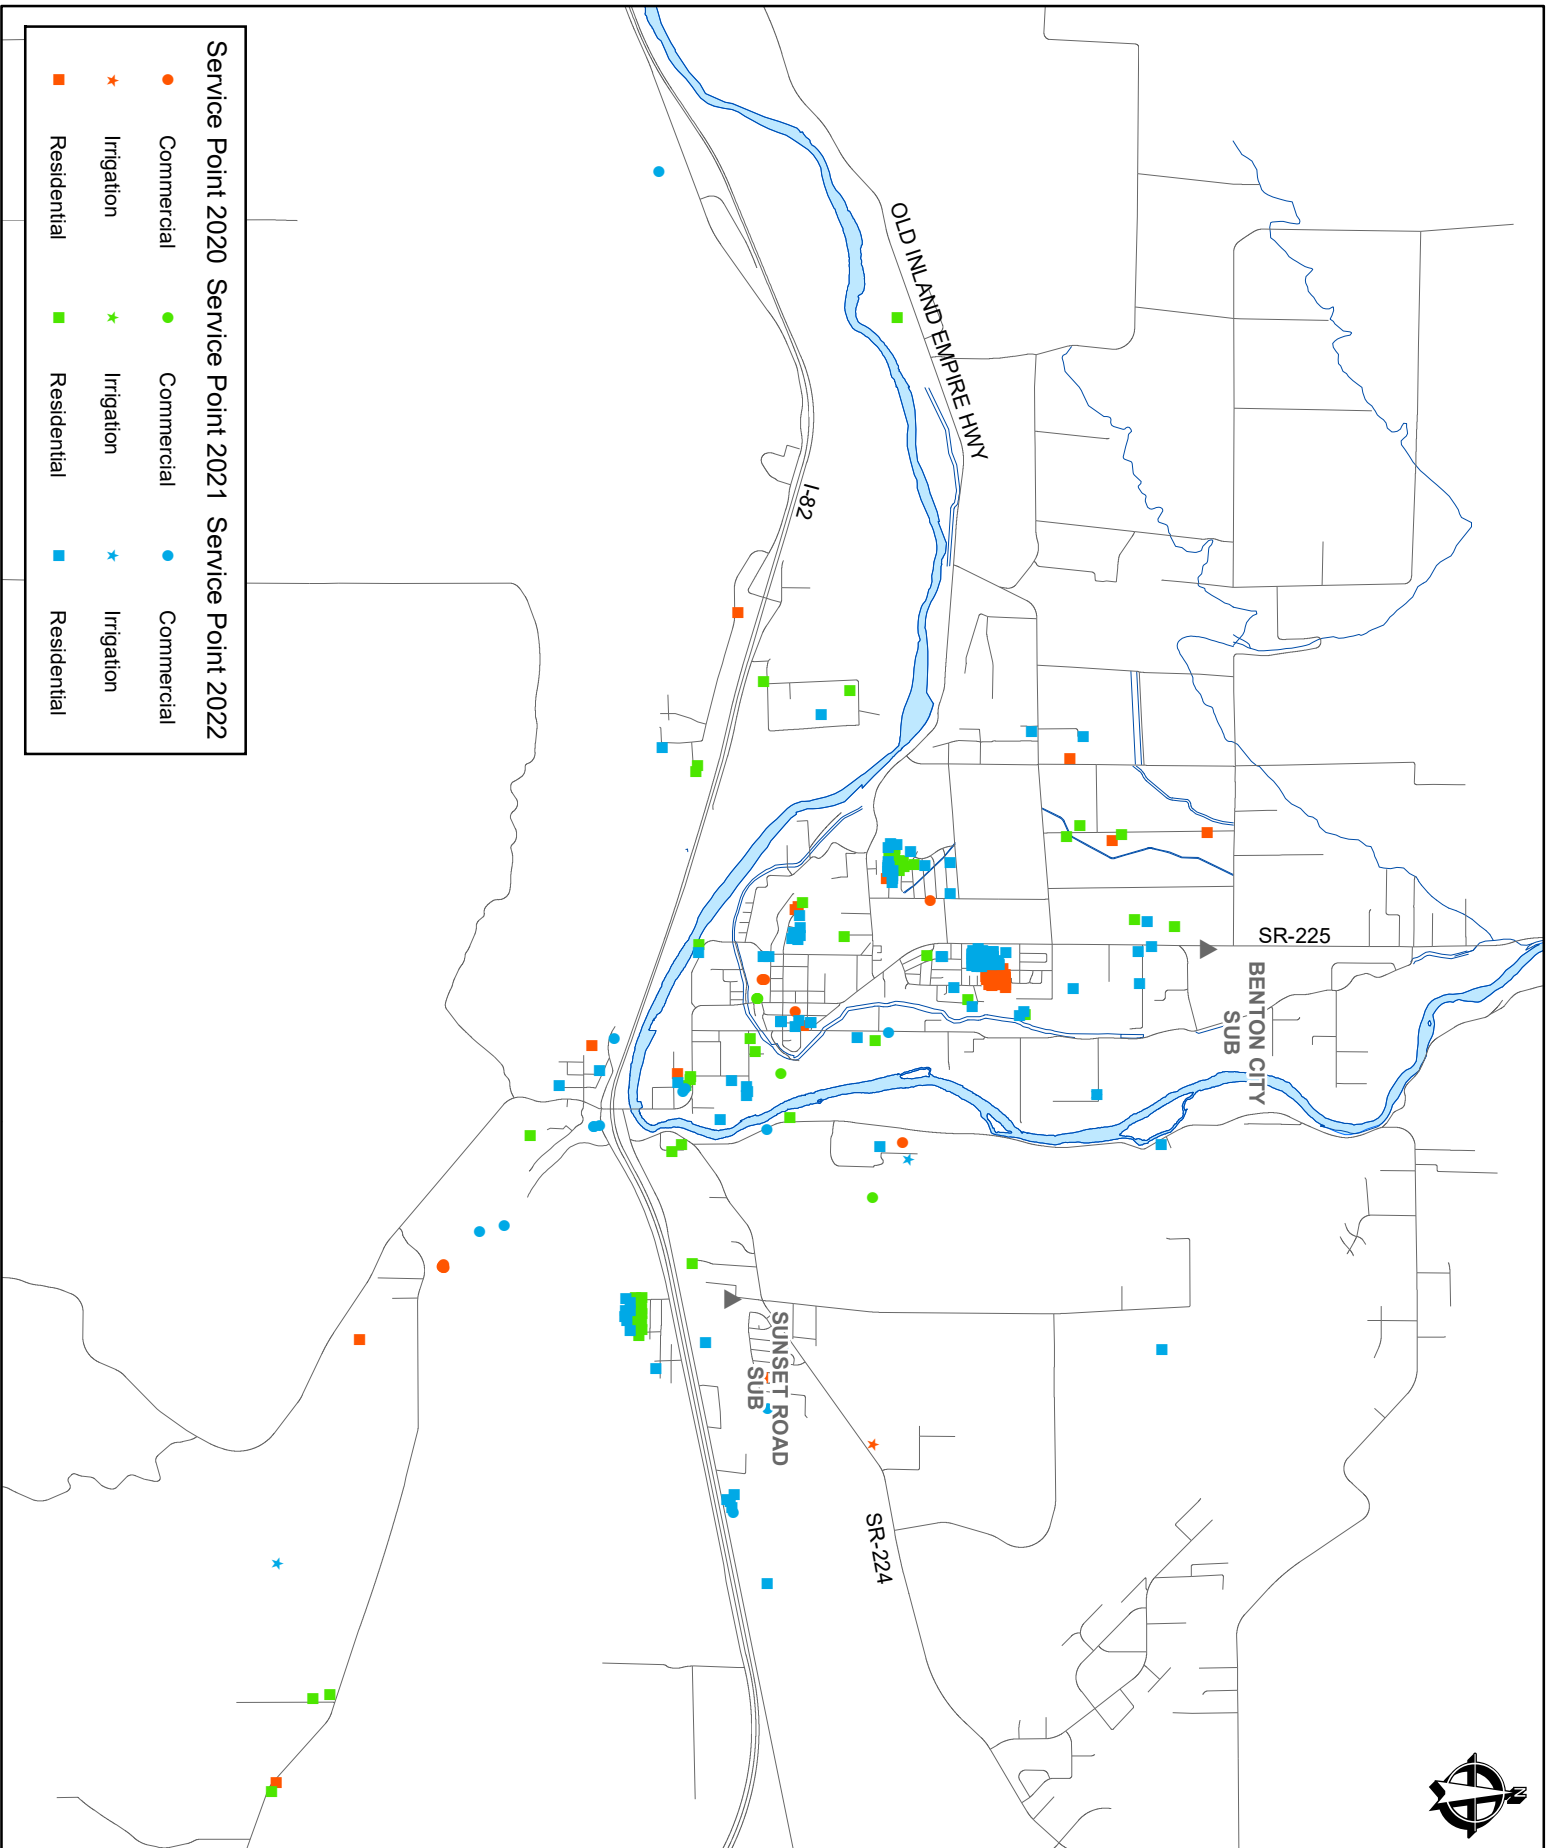 BENTON CITY
SUB
SR-225
OLD INLAND EMPIRE HWY
I-82
SUNSET ROAD
SUB
SR-224
N
Service Point 2020 Service Point 2021 Service Point 2022
Commercial Commercial Commercial
Irrigation Irrigation Irrigation
Residential Residential Residential